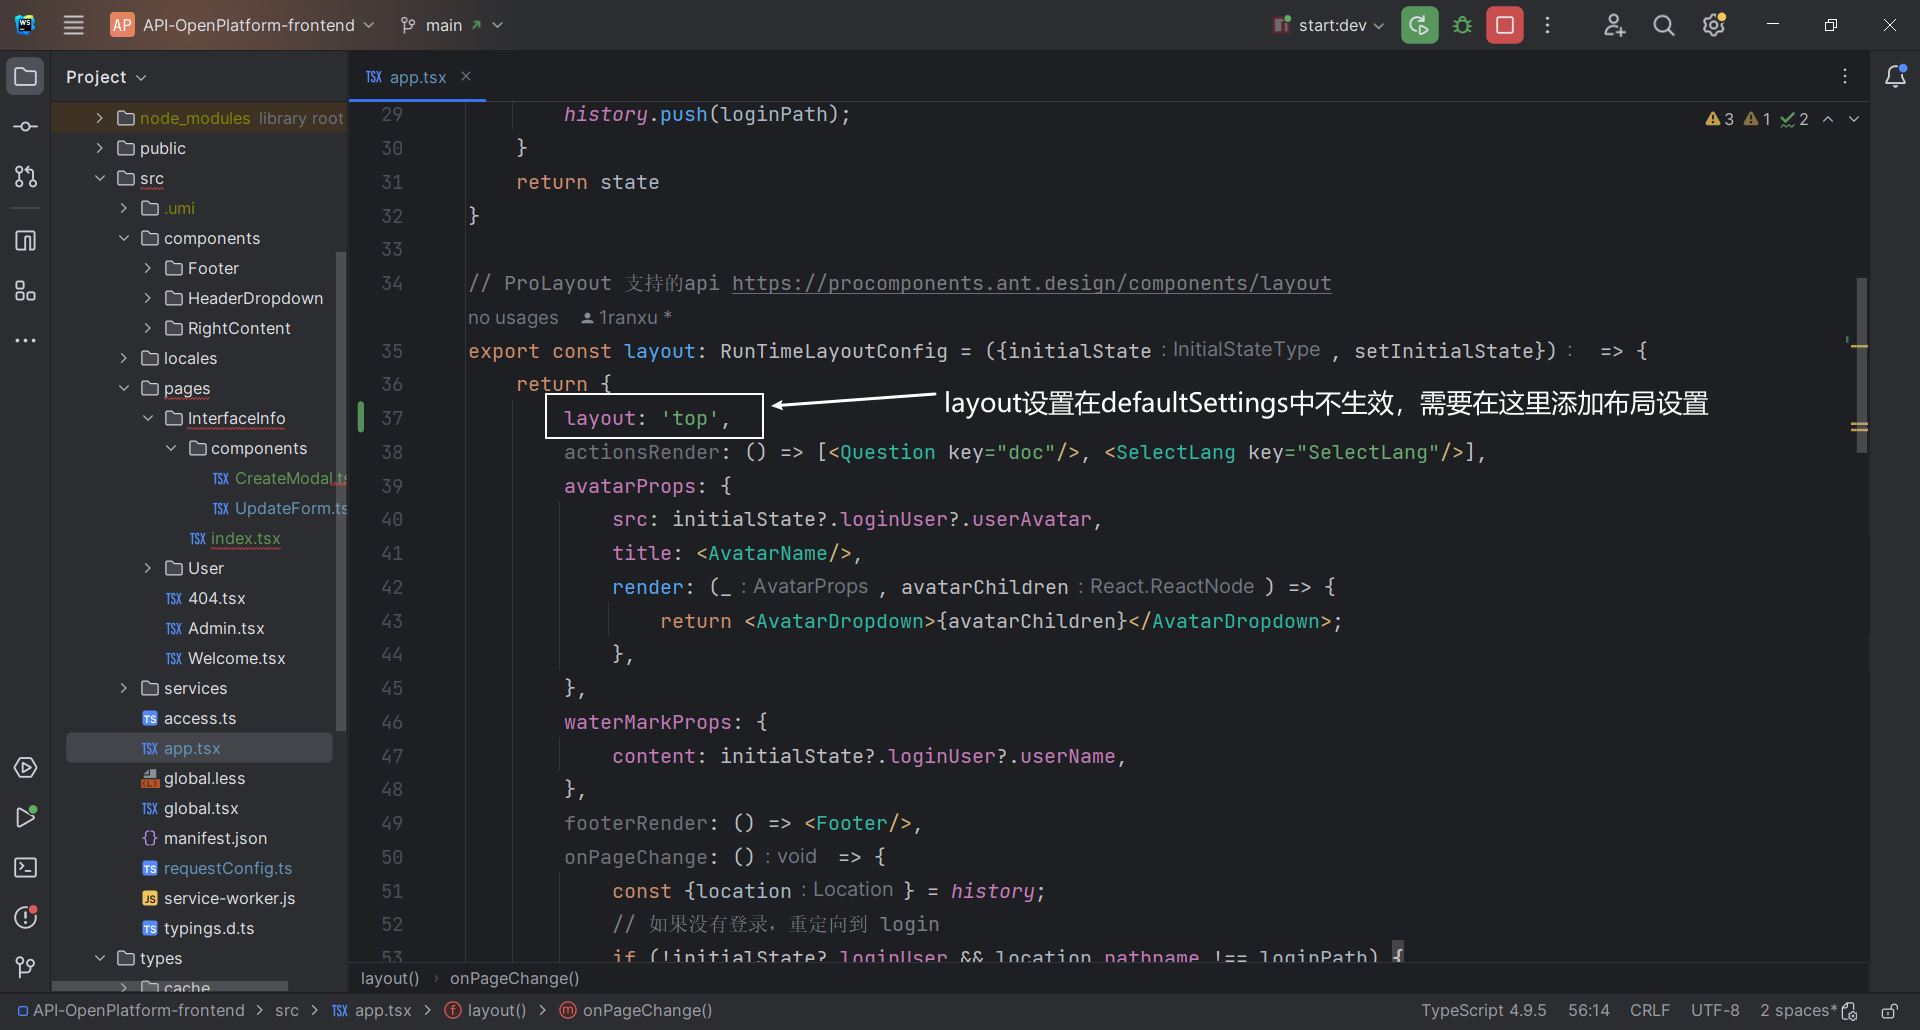 WS
AP API-OpenPlatform-frontend
main
start:dev
Project
TSX app.tsx
3 1 2
node_modules library root
public
src
.umi
components
Footer
HeaderDropdown
RightContent
locales
pages
InterfaceInfo
components
TSX CreateModal.ts
TSX UpdateForm.ts
TSX index.tsx
User
TSX 404.tsx
TSX Admin.tsx
TSX Welcome.tsx
services
TS access.ts
TSX app.tsx
global.less
TSX global.tsx
{} manifest.json
TS requestConfig.ts
JS service-worker.js
TS typings.d.ts
types
cache
29 history.push(loginPath);
30 }
31 return state
32 }
33
34 // ProLayout 支持的api https://procomponents.ant.design/components/layout
no usages 1ranxu *
35 export const layout: RunTimeLayoutConfig = ({initialState : InitialStateType , setInitialState}) : => {
36 return {
37 layout: 'top',
layout设置在defaultSettings中不生效，需要在这里添加布局设置
38 actionsRender: () => [<Question key="doc"/>, <SelectLang key="SelectLang"/>],
39 avatarProps: {
40 src: initialState?.loginUser?.userAvatar,
41 title: <AvatarName/>,
42 render: (_ : AvatarProps , avatarChildren : React.ReactNode ) => {
43 return <AvatarDropdown>{avatarChildren}</AvatarDropdown>;
44 },
45 },
46 waterMarkProps: {
47 content: initialState?.loginUser?.userName,
48 },
49 footerRender: () => <Footer/>,
50 onPageChange: () : void => {
51 const {location : Location } = history;
52 // 如果没有登录，重定向到 login
53 if (!initialState?.loginUser && location.pathname !== loginPath) {
layout() › onPageChange()
API-OpenPlatform-frontend > src > TSX app.tsx > f layout() > m onPageChange()
TypeScript 4.9.5 56:14 CRLF UTF-8 2 spaces*